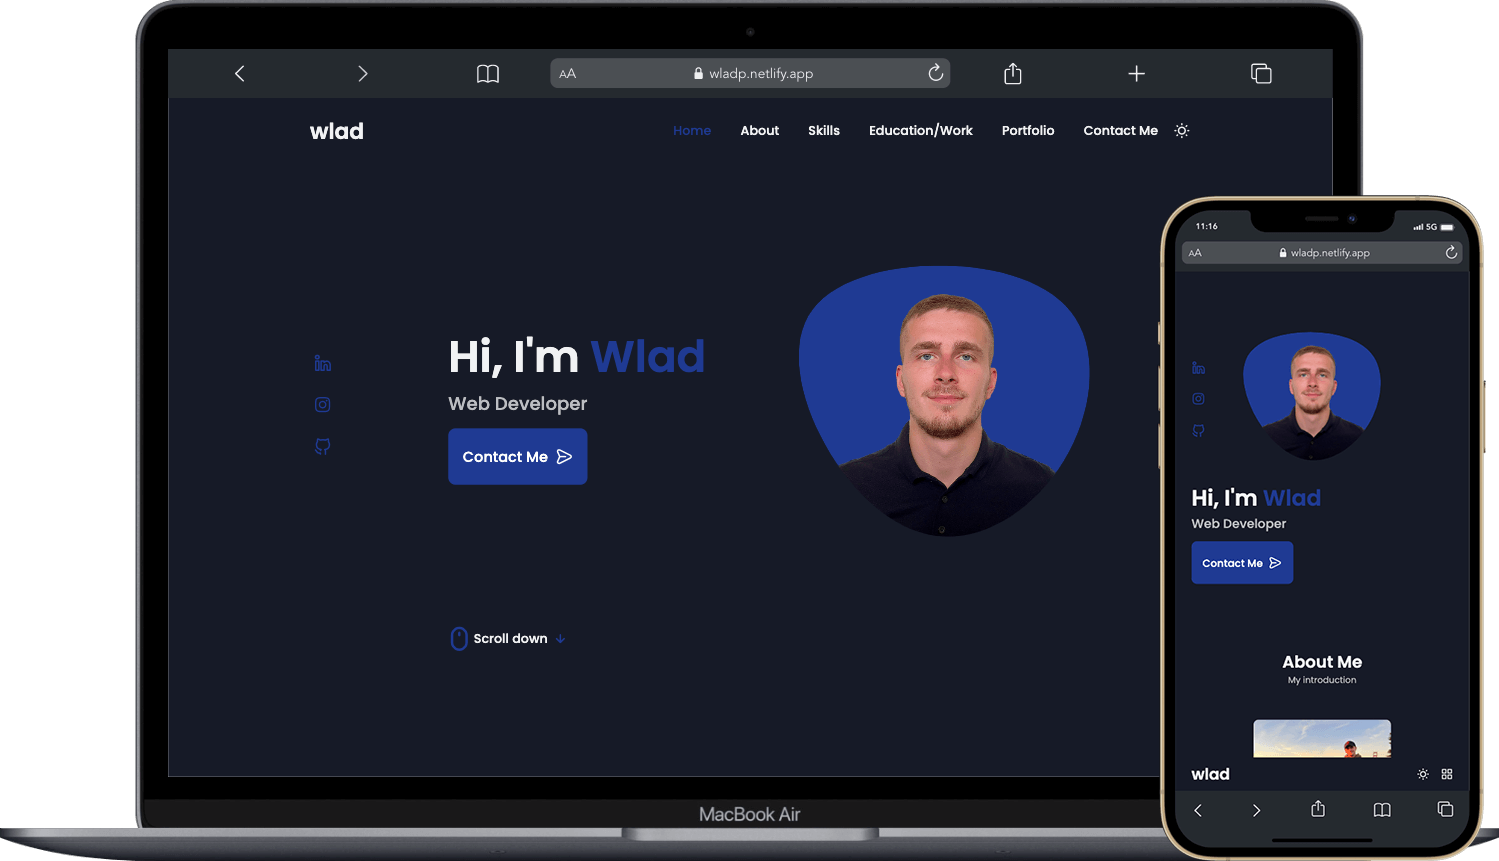 AA wladp.netlify.app
wlad
Home About Skills Education/Work Portfolio Contact Me
Hi, I'm Wlad
Web Developer
Contact Me
Scroll down
MacBook Air
11:16 5G
AA wladp.netlify.app
Hi, I'm Wlad
Web Developer
Contact Me
About Me
My introduction
wlad